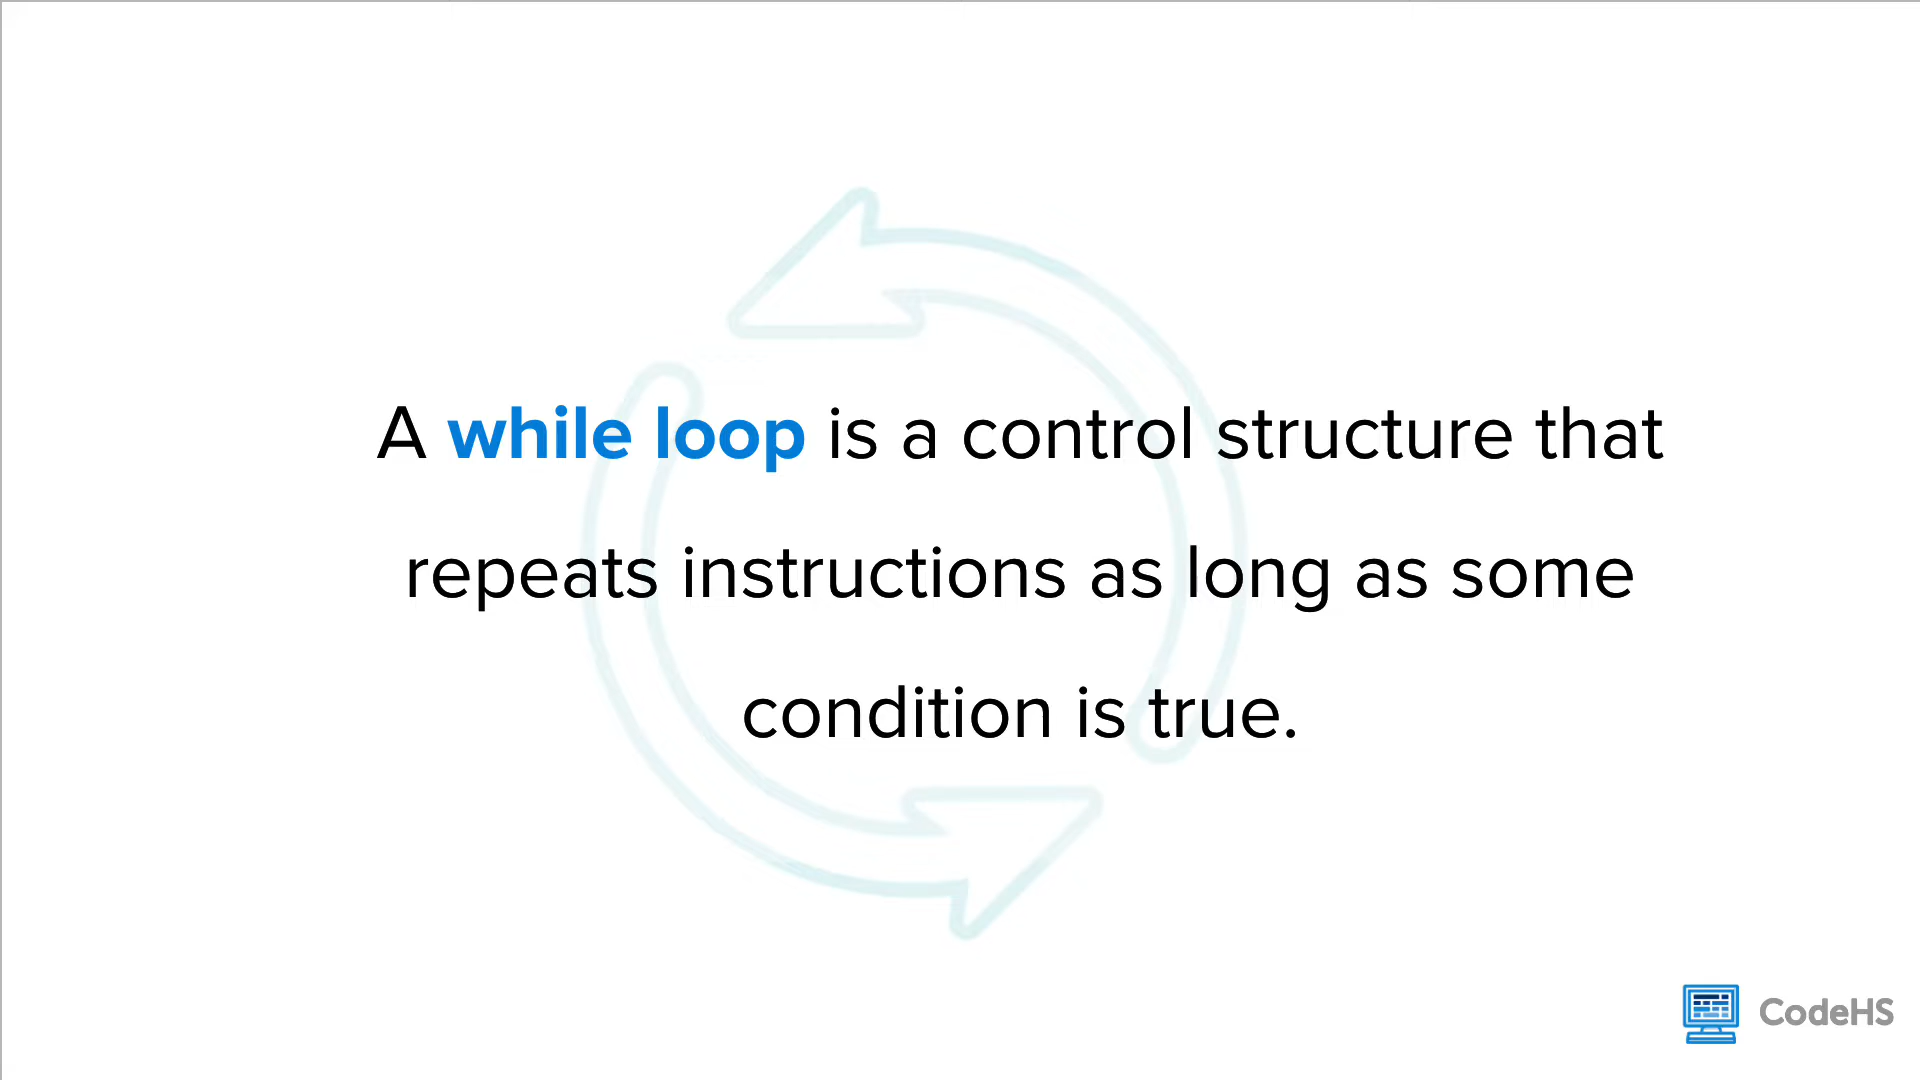 A while loop is a control structure that
repeats instructions as long as some
condition is true.
CodeHS